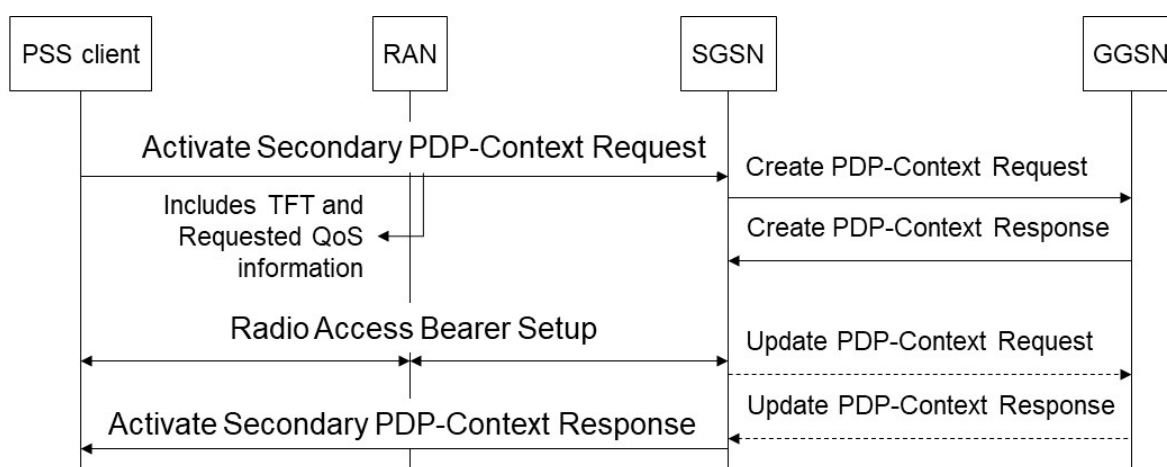 PSS client
RAN
SGSN
GGSN
Activate Secondary PDP-Context Request
Create PDP-Context Request
Includes TFT and
Requested QoS
information
Create PDP-Context Response
Radio Access Bearer Setup
Update PDP-Context Request
Update PDP-Context Response
Activate Secondary PDP-Context Response